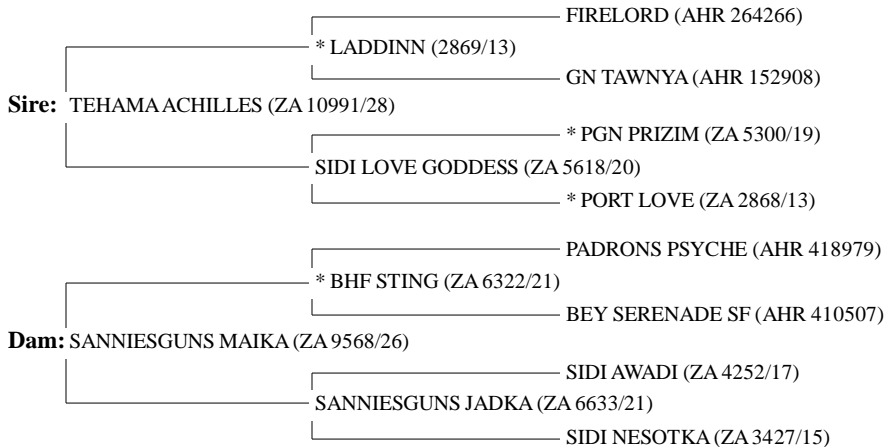 FIRELORD (AHR 264266)
* LADDINN (2869/13)
GN TAWNYA (AHR 152908)
Sire: TEHAMA ACHILLES (ZA 10991/28)
* PGN PRIZIM (ZA 5300/19)
SIDI LOVE GODDESS (ZA 5618/20)
* PORT LOVE (ZA 2868/13)
PADRONS PSYCHE (AHR 418979)
* BHF STING (ZA 6322/21)
BEY SERENADE SF (AHR 410507)
Dam: SANNIESGUNS MAIKA (ZA 9568/26)
SIDI AWADI (ZA 4252/17)
SANNIESGUNS JADKA (ZA 6633/21)
SIDI NESOTKA (ZA 3427/15)